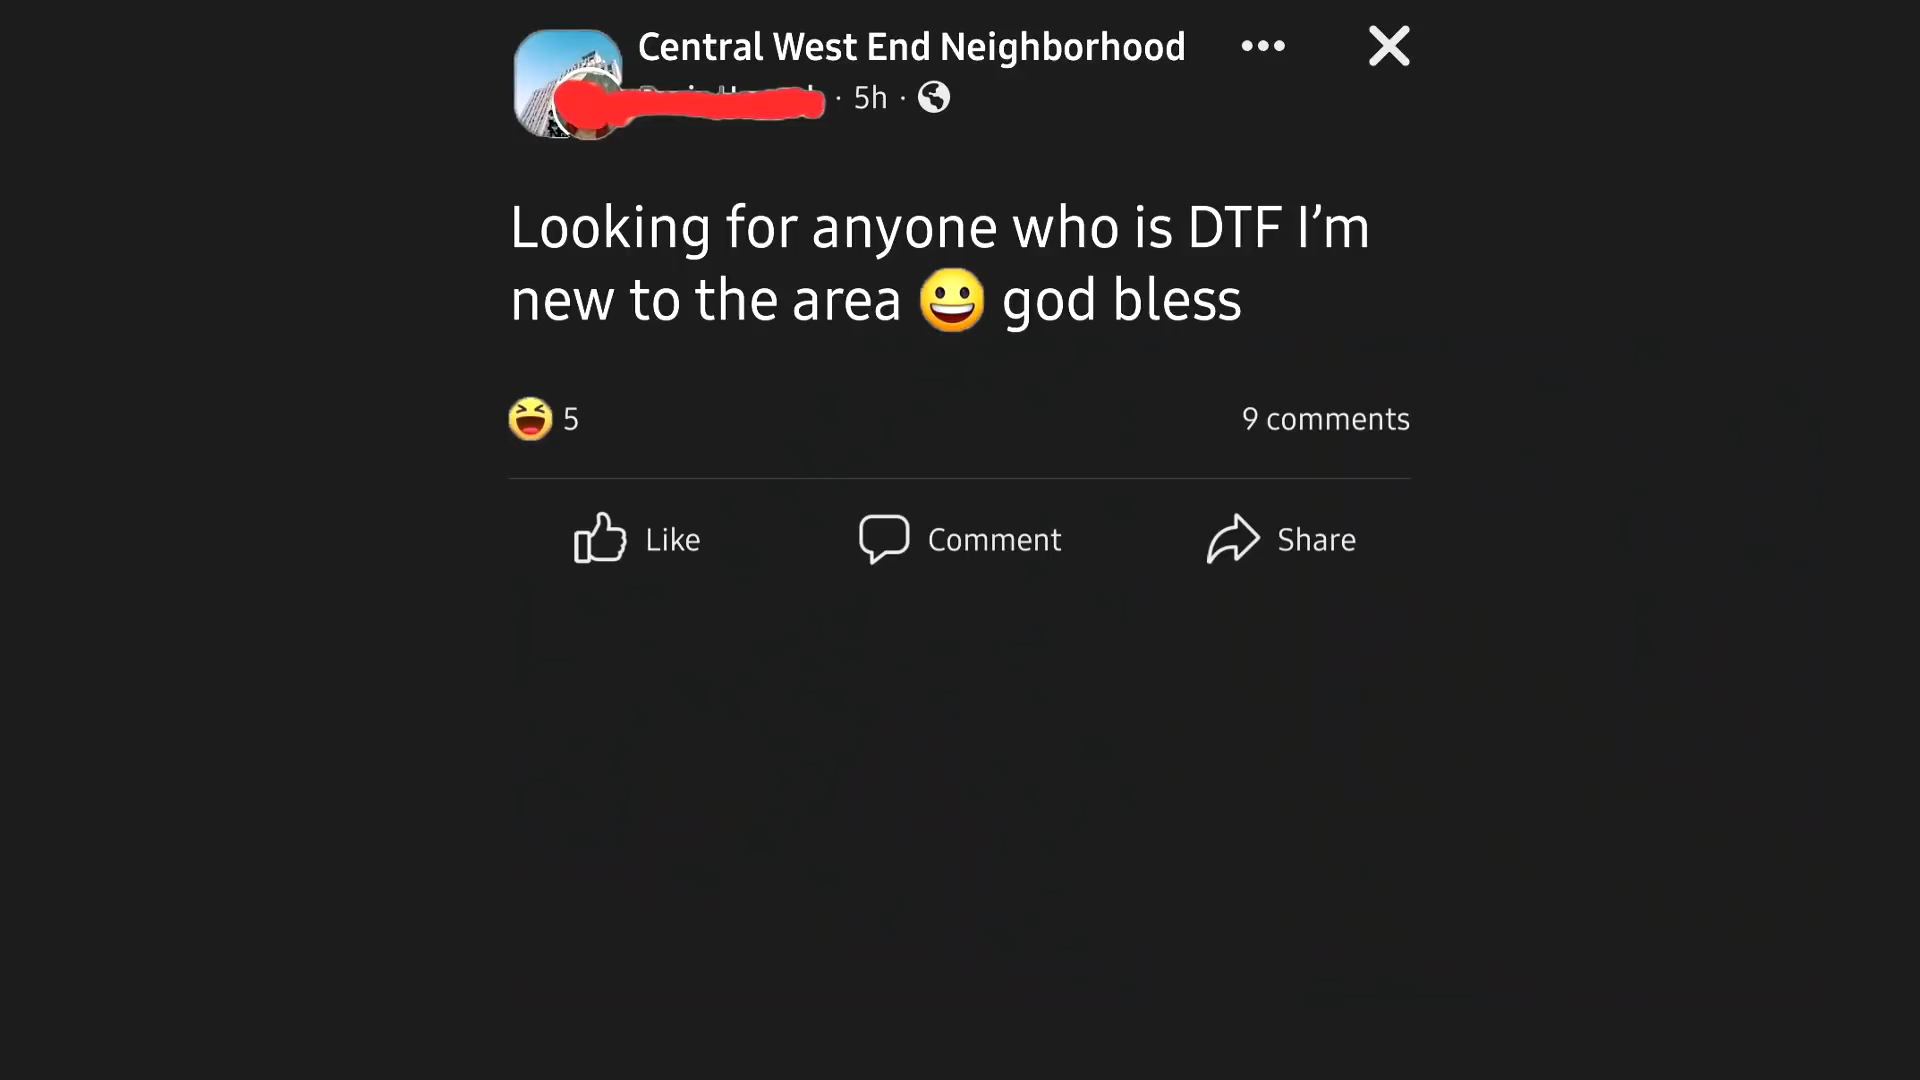 Central West End Neighborhood
· 5h ·
Looking for anyone who is DTF I’m
new to the area 😀 god bless
5
9 comments
Like
Comment
Share